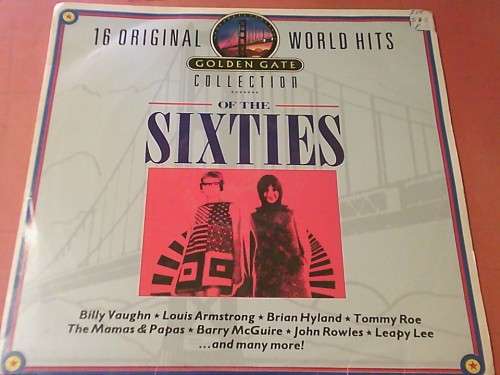 16 ORIGINAL WORLD HITS
GOLDEN GATE
COLLECTION
OF THE
SIXTIES
Billy Vaughn ★ Louis Armstrong ★ Brian Hyland ★ Tommy Roe
The Mamas & Papas ★ Barry McGuire ★ John Rowles ★ Leapy Lee
...and many more!